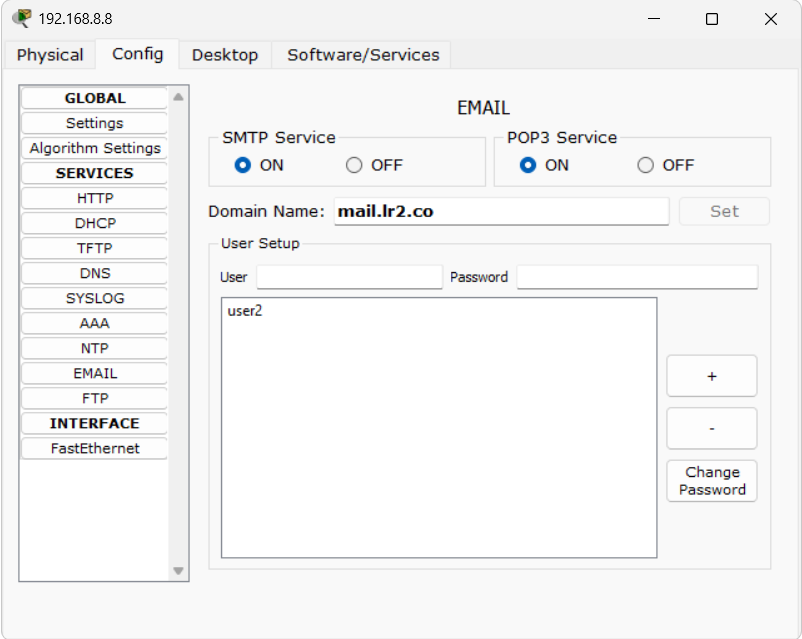 192.168.8.8
Physical Config Desktop Software/Services
GLOBAL
Settings
Algorithm Settings
SERVICES
HTTP
DHCP
TFTP
DNS
SYSLOG
AAA
NTP
EMAIL
FTP
INTERFACE
FastEthernet
EMAIL
SMTP Service
ON OFF
POP3 Service
ON OFF
Domain Name: mail.lr2.co Set
User Setup
User Password
user2
+
-
Change
Password